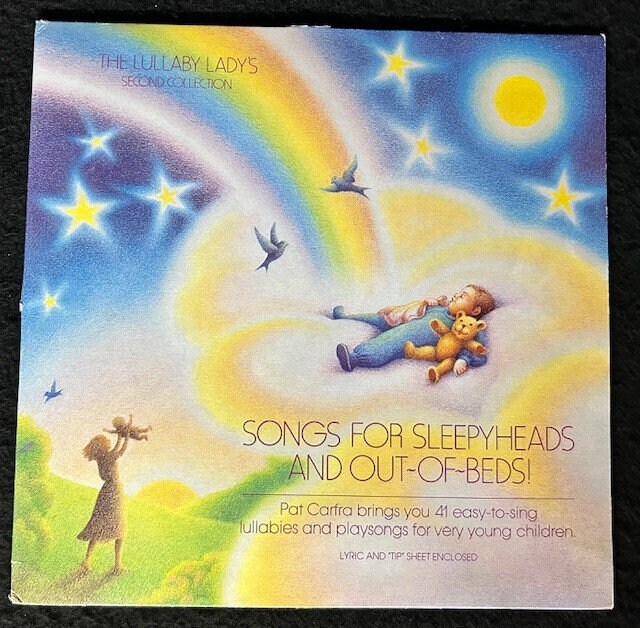 THE LULLABY LADY'S
SECOND COLLECTION
SONGS FOR SLEEPYHEADS
AND OUT-OF-BEDS!
Pat Carfra brings you 41 easy-to-sing
lullabies and playsongs for very young children.
LYRIC AND "TIP" SHEET ENCLOSED